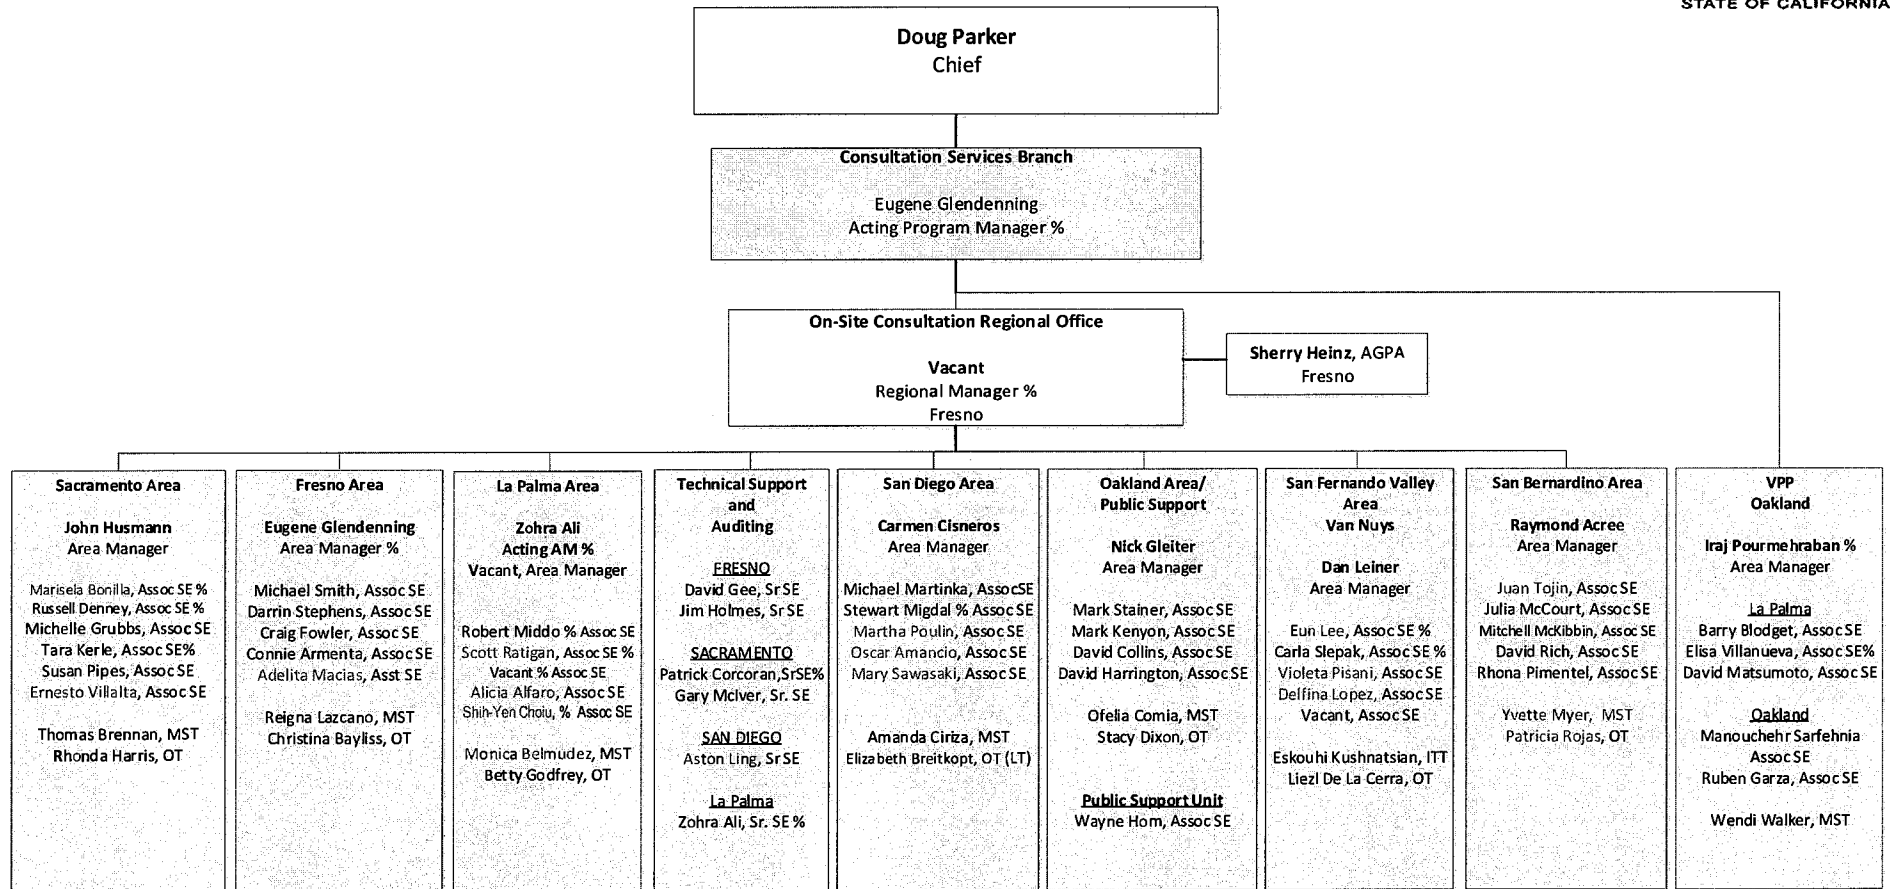 STATE OF CALIFORNIA
Doug Parker
Chief
Consultation Services Branch
Eugene Glendenning
Acting Program Manager %
On-Site Consultation Regional Office
Vacant
Regional Manager %
Fresno
Sherry Heinz, AGPA
Fresno
Sacramento Area
John Husmann
Area Manager
Marisela Bonilla, Assoc SE %
Russell Denney, Assoc SE %
Michelle Grubbs, Assoc SE
Tara Kerle, Assoc SE%
Susan Pipes, Assoc SE
Ernesto Villalta, Assoc SE
Thomas Brennan, MST
Rhonda Harris, OT
Fresno Area
Eugene Glendenning
Area Manager %
Michael Smith, Assoc SE
Darrin Stephens, Assoc SE
Craig Fowler, Assoc SE
Connie Armenta, Assoc SE
Adelita Macias, Asst SE
Reigna Lazcano, MST
Christina Bayliss, OT
La Palma Area
Zohra Ali
Acting AM %
Vacant, Area Manager
Robert Middo % Assoc SE
Scott Ratigan, Assoc SE %
Vacant % Assoc SE
Alicia Alfaro, Assoc SE
Shih-Yen Choiu, % Assoc SE
Monica Belmudez, MST
Betty Godfrey, OT
Technical Support
and
Auditing
FRESNO
David Gee, Sr SE
Jim Holmes, Sr SE
SACRAMENTO
Patrick Corcoran,SrSE%
Gary McIver, Sr. SE
SAN DIEGO
Aston Ling, Sr SE
La Palma
Zohra Ali, Sr. SE %
San Diego Area
Carmen Cisneros
Area Manager
Michael Martinka, AssocSE
Stewart Migdal % Assoc SE
Martha Poulin, Assoc SE
Oscar Amancio, Assoc SE
Mary Sawasaki, Assoc SE
Amanda Ciriza, MST
Elizabeth Breitkopt, OT (LT)
Oakland Area/
Public Support
Nick Gleiter
Area Manager
Mark Stainer, Assoc SE
Mark Kenyon, Assoc SE
David Collins, Assoc SE
David Harrington, Assoc SE
Ofelia Comia, MST
Stacy Dixon, OT
Public Support Unit
Wayne Hom, Assoc SE
San Fernando Valley
Area
Van Nuys
Dan Leiner
Area Manager
Eun Lee, Assoc SE %
Carla Slepak, Assoc SE %
Violeta Pisani, Assoc SE
Delfina Lopez, Assoc SE
Vacant, Assoc SE
Eskouhi Kushnatsian, ITT
Liezl De La Cerra, OT
San Bernardino Area
Raymond Acree
Area Manager
Juan Tojin, Assoc SE
Julia McCourt, Assoc SE
Mitchell McKibbin, Assoc SE
David Rich, Assoc SE
Rhona Pimentel, Assoc SE
Yvette Myer, MST
Patricia Rojas, OT
VPP
Oakland
Iraj Pourmehraban %
Area Manager
La Palma
Barry Blodget, Assoc SE
Elisa Villanueva, Assoc SE%
David Matsumoto, Assoc SE
Oakland
Manouchehr Sarfehnia
Assoc SE
Ruben Garza, Assoc SE
Wendi Walker, MST